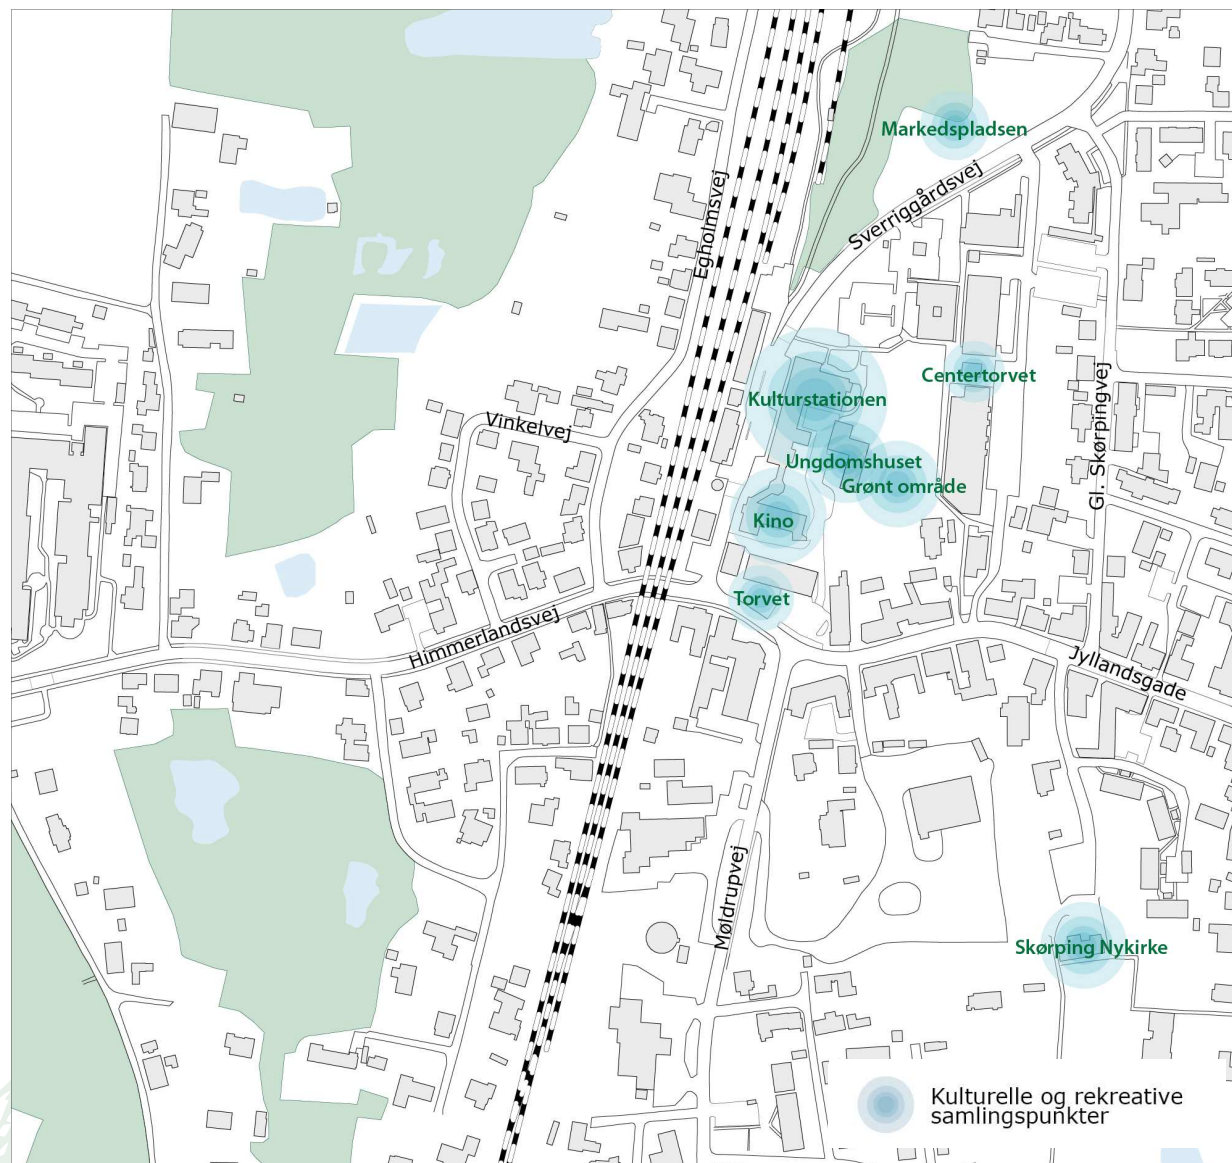 Markedspladsen
Sverriggårdsvej
Egholmsvej
Centertorvet
Kulturstationen
Gl. Skørpingvej
Vinkelvej
Ungdomshuset
Grønt område
Kino
Torvet
Himmerlandsvej
Jyllandsgade
Møldrupvej
Skørping Nykirke
Kulturelle og rekreative
samlingspunkter